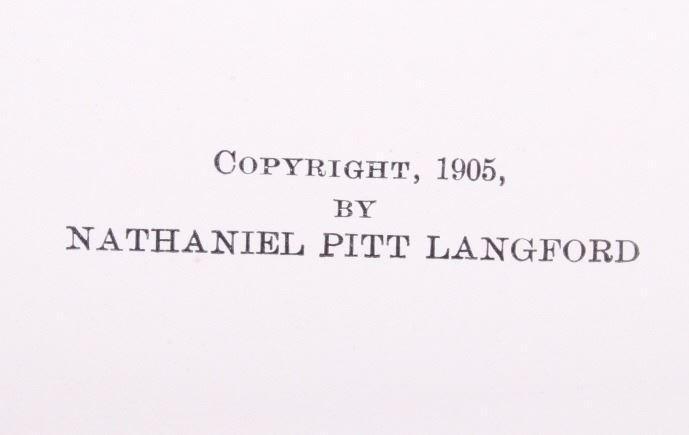 COPYRIGHT, 1905,
BY
NATHANIEL PITT LANGFORD